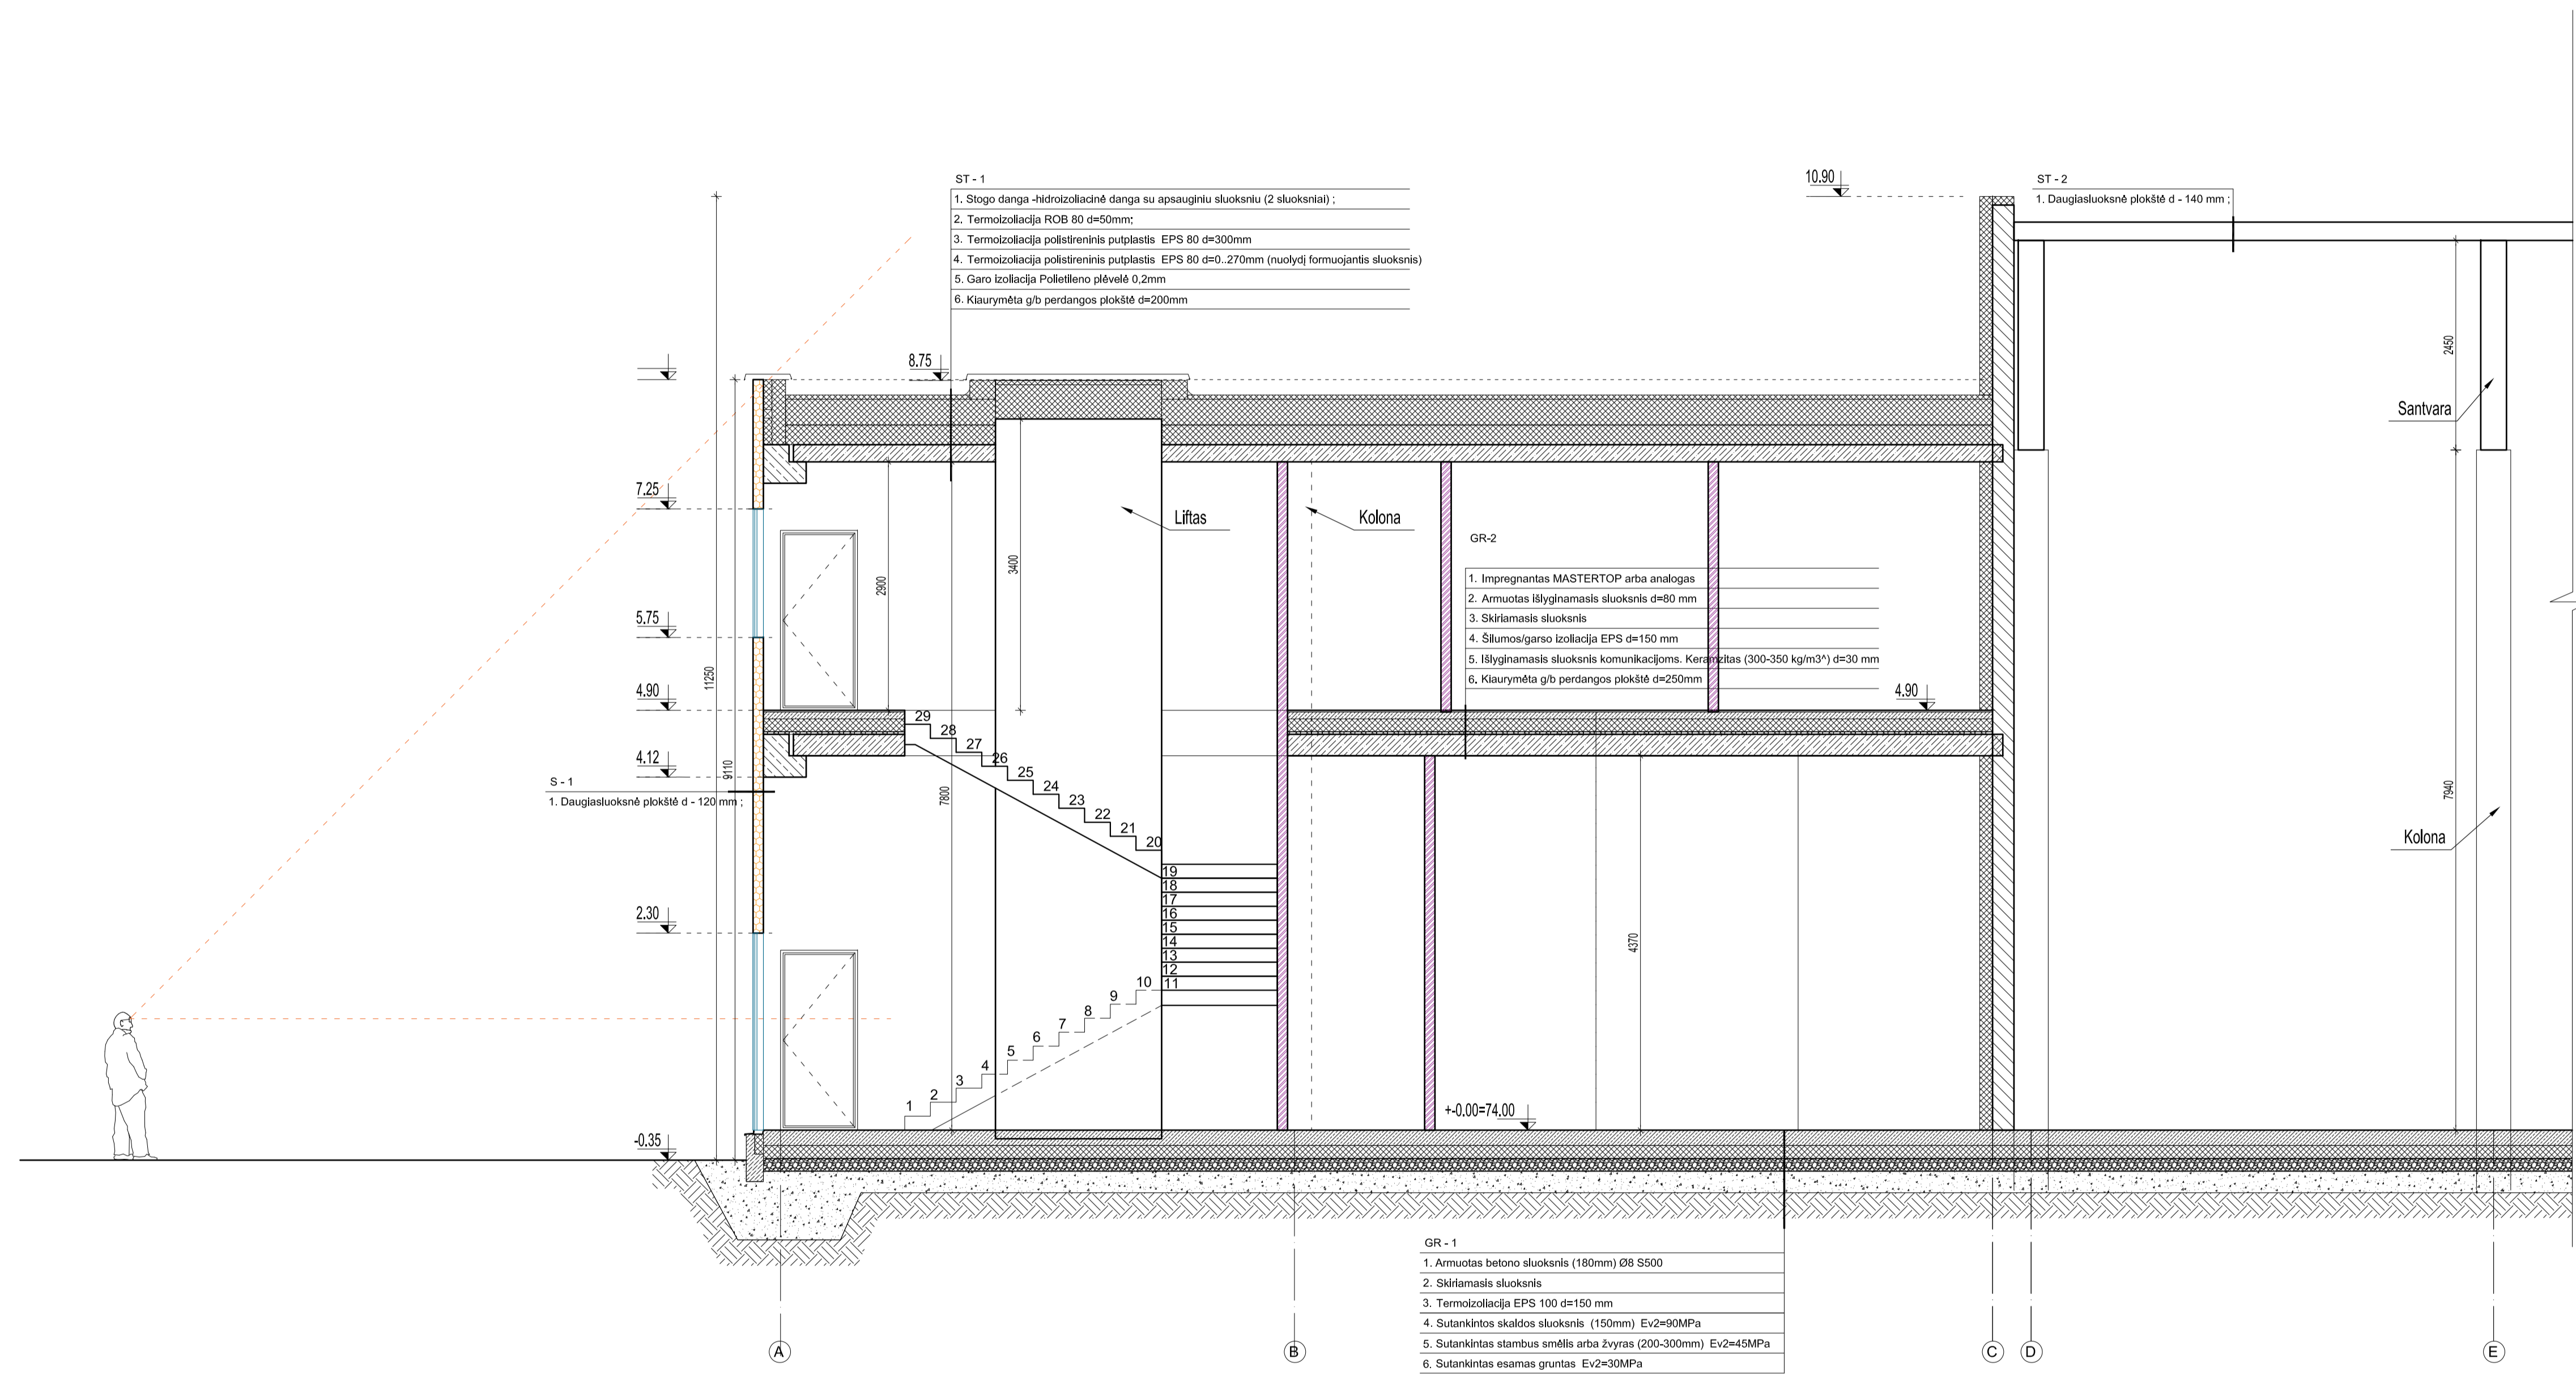 ST - 1
1. Stogo danga -hidroizoliacinė danga su apsauginiu sluoksniu (2 sluoksniai) ;
2. Termoizoliacija ROB 80 d=50mm;
3. Termoizoliacija polistireninis putplastis EPS 80 d=300mm
4. Termoizoliacija polistireninis putplastis EPS 80 d=0..270mm (nuolydį formuojantis sluoksnis)
5. Garo izoliacija Polietileno plėvelė 0,2mm
6. Kiaurymėta g/b perdangos plokštė d=200mm
10.90
ST - 2
1. Daugiasluoksnė plokštė d - 140 mm ;
8.75
2450
Santvara
7.25
Liftas
Kolona
2900
3400
GR-2
1. Impregnantas MASTERTOP arba analogas
2. Armuotas išlyginamasis sluoksnis d=80 mm
3. Skiriamasis sluoksnis
4. Šilumos/garso izoliacija EPS d=150 mm
5. Išlyginamasis sluoksnis komunikacijoms. Keramzitas (300-350 kg/m3^) d=30 mm
6. Kiaurymėta g/b perdangos plokštė d=250mm
5.75
11250
4.90
4.90
4.12
9110
7800
S - 1
1. Daugiasluoksnė plokštė d - 120 mm ;
29
28
27
26
25
24
23
22
21
20
19
18
17
16
15
14
13
12
11
10
9
8
7
6
5
4
3
2
1
7940
Kolona
2.30
4370
+-0.00=74.00
-0.35
GR - 1
1. Armuotas betono sluoksnis (180mm) Ø8 S500
2. Skiriamasis sluoksnis
3. Termoizoliacija EPS 100 d=150 mm
4. Sutankintos skaldos sluoksnis (150mm) Ev2=90MPa
5. Sutankintas stambus smėlis arba žvyras (200-300mm) Ev2=45MPa
6. Sutankintas esamas gruntas Ev2=30MPa
A
B
C
D
E